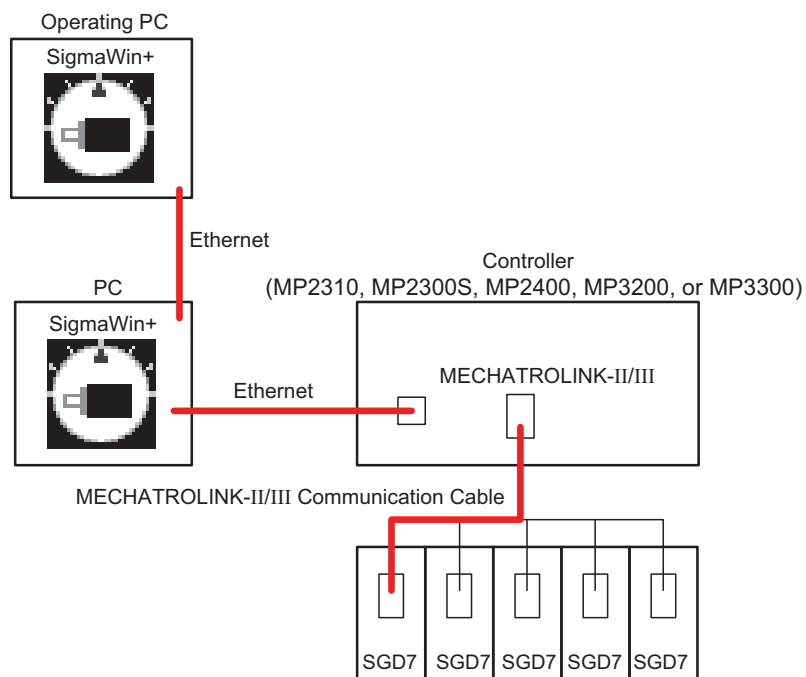 Operating PC
SigmaWin+
Ethernet
PC
SigmaWin+
Ethernet
Controller
(MP2310, MP2300S, MP2400, MP3200, or MP3300)
MECHATROLINK-II/III
MECHATROLINK-II/III Communication Cable
SGD7 SGD7 SGD7 SGD7 SGD7